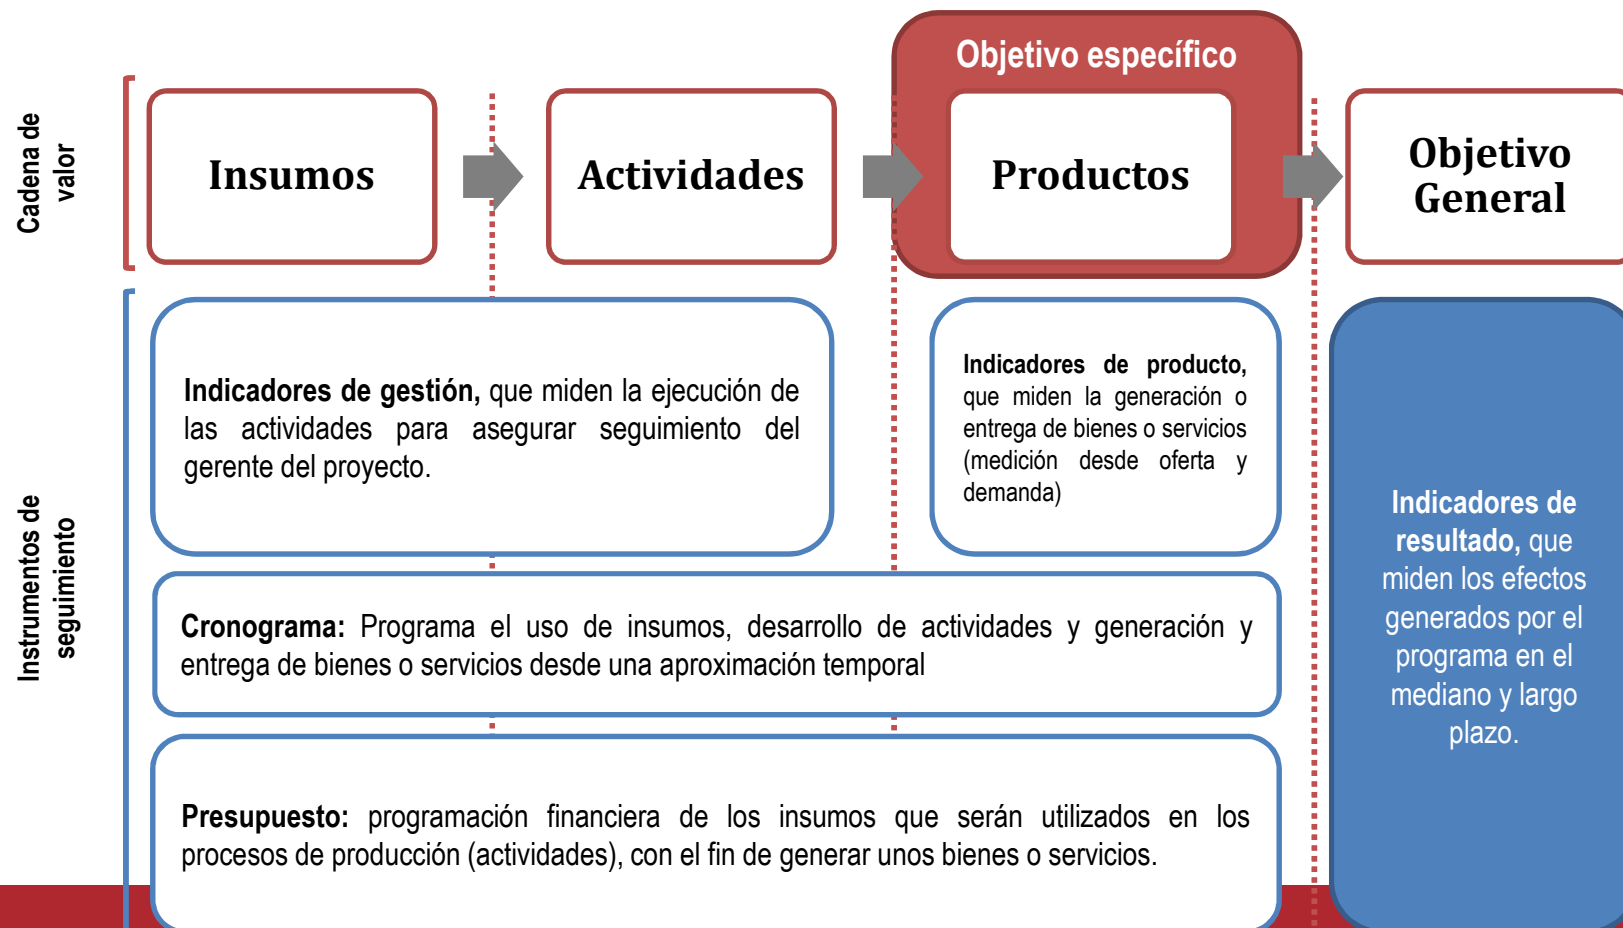 Cadena de
valor
Insumos
Actividades
Objetivo específico
Productos
Objetivo
General
Instrumentos de
seguimiento
Indicadores de gestión, que miden la ejecución de
las actividades para asegurar seguimiento del
gerente del proyecto.
Indicadores de producto,
que miden la generación o
entrega de bienes o servicios
(medición desde oferta y
demanda)
Cronograma: Programa el uso de insumos, desarrollo de actividades y generación y
entrega de bienes o servicios desde una aproximación temporal
Presupuesto: programación financiera de los insumos que serán utilizados en los
procesos de producción (actividades), con el fin de generar unos bienes o servicios.
Indicadores de
resultado, que
miden los efectos
generados por el
programa en el
mediano y largo
plazo.